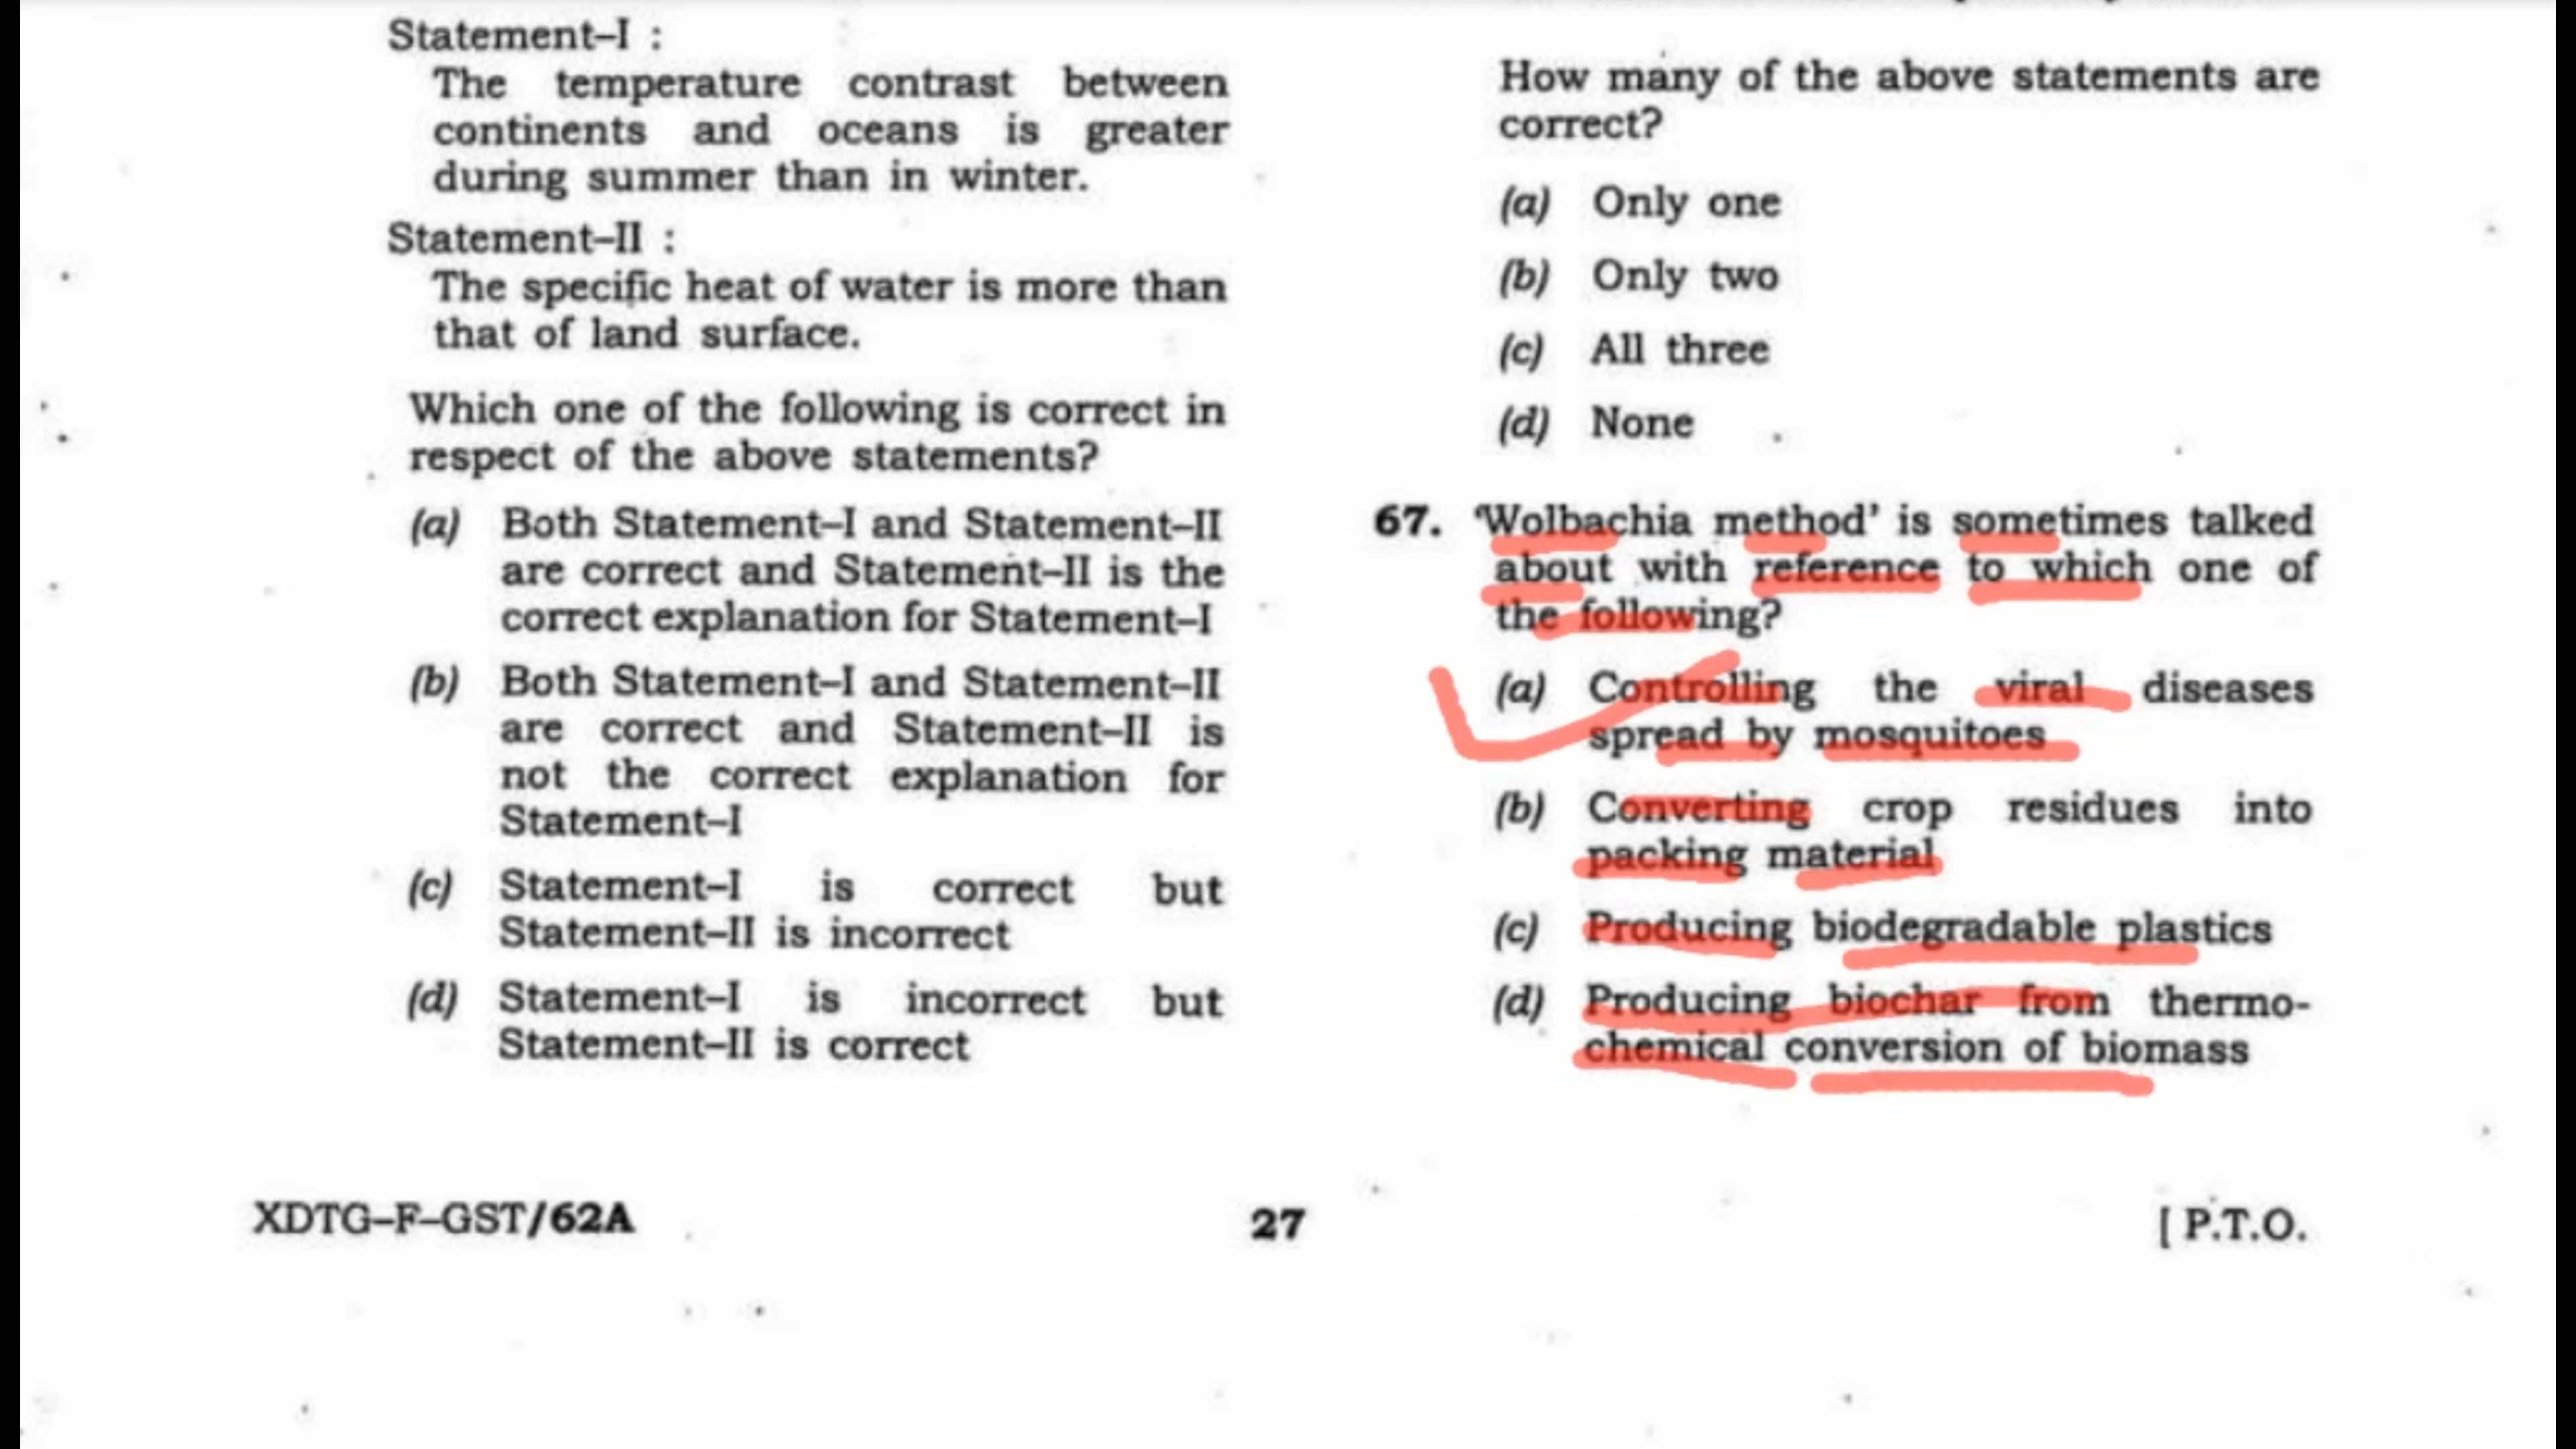 Statement–I :
The temperature contrast between
continents and oceans is greater
during summer than in winter.
Statement–II :
The specific heat of water is more than
that of land surface.
Which one of the following is correct in
respect of the above statements?
(a) Both Statement–I and Statement–II
are correct and Statement–II is the
correct explanation for Statement–I
(b) Both Statement–I and Statement–II
are correct and Statement–II is
not the correct explanation for
Statement–I
(c) Statement–I is correct but
Statement–II is incorrect
(d) Statement–I is incorrect but
Statement–II is correct
How many of the above statements are
correct?
(a) Only one
(b) Only two
(c) All three
(d) None
67. ‘Wolbachia method’ is sometimes talked
about with reference to which one of
the following?
(a) Controlling the viral diseases
spread by mosquitoes
(b) Converting crop residues into
packing material
(c) Producing biodegradable plastics
(d) Producing biochar from thermo-
chemical conversion of biomass
XDTG–F–GST/62A
27
[ P.T.O.